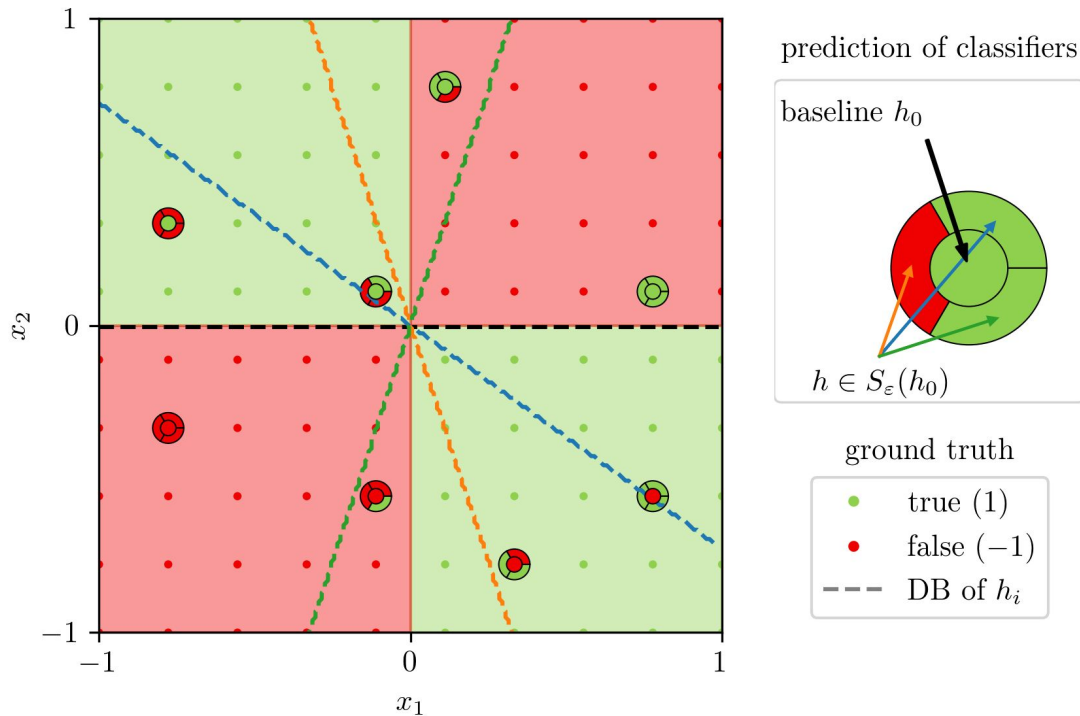 1
0
−1
x₂
−1
0
1
x₁
prediction of classifiers
baseline h₀
h ∈ S_ε(h₀)
ground truth
true (1)
false (−1)
DB of hᵢ